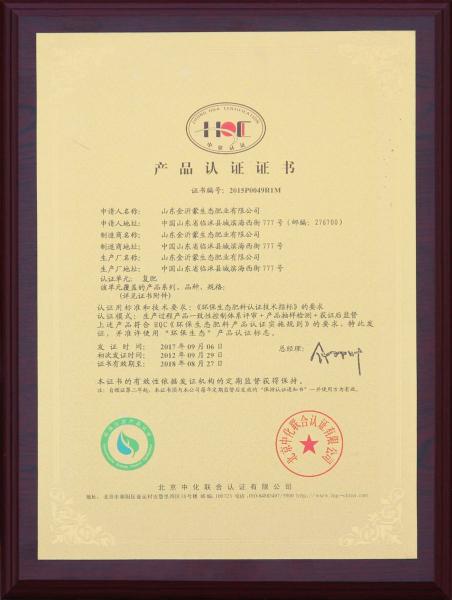 HQC
中京认证
产品认证证书
证书编号：2015P0049R1M
申请人名称： 山东金沂蒙生态肥业有限公司
申请人地址： 中国山东省临沭县城滨海西街777号（邮编：276700）
制造商名称： 山东金沂蒙生态肥业有限公司
制造商地址： 中国山东省临沭县城滨海西街777号
生产厂名称： 山东金沂蒙生态肥业有限公司
生产厂地址： 中国山东省临沭县城滨海西街777号
认证单元： 复肥
该单元覆盖的产品系列、品种、规格：
（详见证书附件）
认证用标准和技术要求：《环保生态肥料认证技术指标》的要求
认证模式：生产过程产品一致性控制体系评审+产品抽样检测+获证后监督
上述产品符合HQC《环保生态肥料产品认证实施规则》的要求，特此发
证，并准许使用“环保生态”产品认证标志。
发证时间： 2017年09月06日
初次发证时间： 2012年09月29日
证书有效期至： 2018年08月27日
总经理：
本证书的有效性依据发证机构的定期监督获得保持。
北京中化联合认证有限公司
北京中化联合认证有限公司